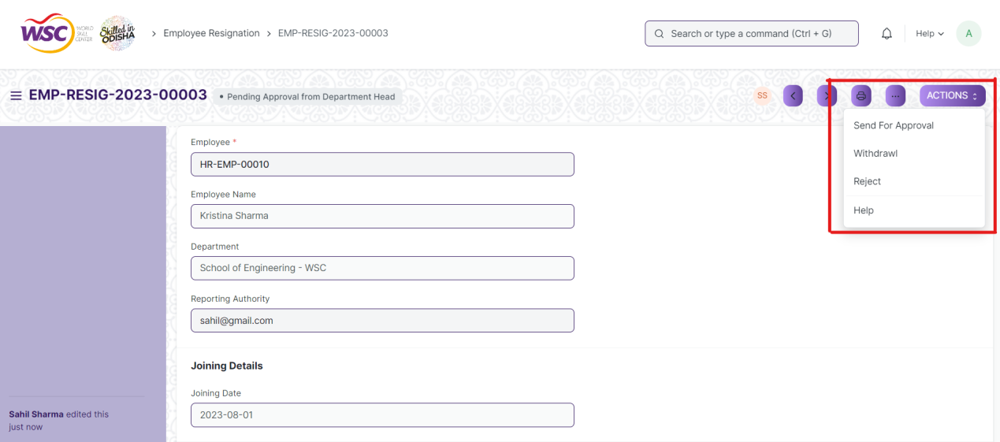 WSC WORLD SKILL CENTER Skilled in ODISHA > Employee Resignation > EMP-RESIG-2023-00003 Search or type a command (Ctrl + G) Help A
EMP-RESIG-2023-00003 • Pending Approval from Department Head SS ... ACTIONS
Send For Approval
Withdrawl
Reject
Help
Employee *
HR-EMP-00010
Employee Name
Kristina Sharma
Department
School of Engineering - WSC
Reporting Authority
sahil@gmail.com
Joining Details
Joining Date
2023-08-01
Sahil Sharma edited this
just now